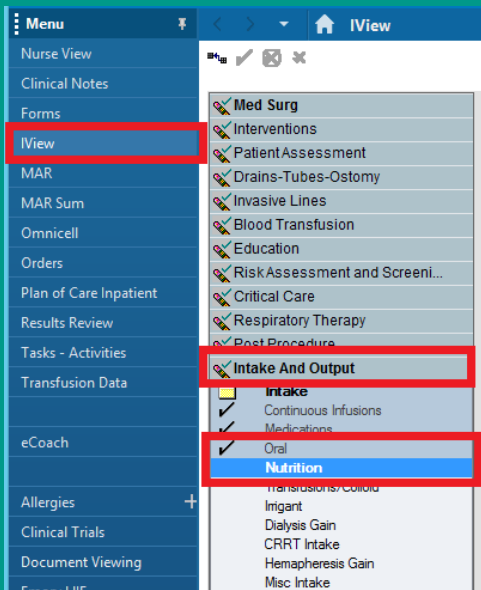 Menu
IView
Nurse View
Clinical Notes
Forms
IView
MAR
MAR Sum
Omnicell
Orders
Plan of Care Inpatient
Results Review
Tasks - Activities
Transfusion Data
eCoach
Allergies +
Clinical Trials
Document Viewing
Med Surg
Interventions
Patient Assessment
Drains-Tubes-Ostomy
Invasive Lines
Blood Transfusion
Education
Risk Assessment and Screeni...
Critical Care
Respiratory Therapy
Post Procedure
Intake And Output
Intake
Continuous Infusions
Medications
Oral
Nutrition
Transfusions/Colloid
Irrigant
Dialysis Gain
CRRT Intake
Hemapheresis Gain
Misc Intake